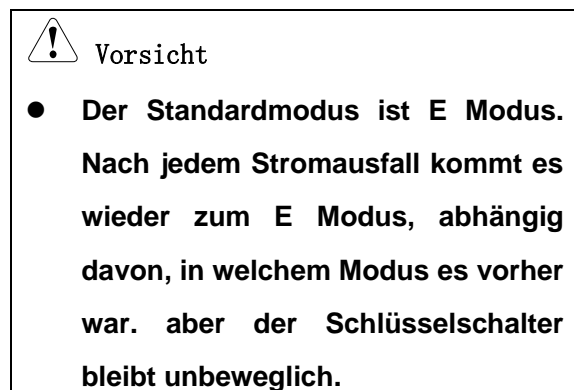 Vorsicht
● Der Standardmodus ist E Modus.
Nach jedem Stromausfall kommt es
wieder zum E Modus, abhängig
davon, in welchem Modus es vorher
war. aber der Schlüsselschalter
bleibt unbeweglich.